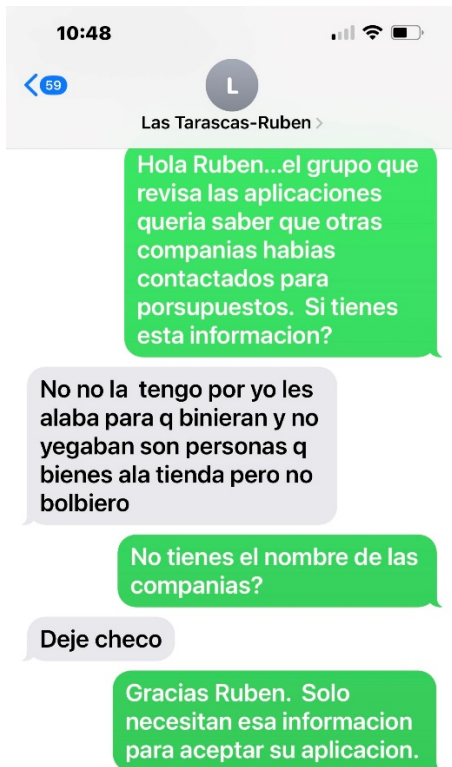 10:48
59
L
Las Tarascas-Ruben
Hola Ruben...el grupo que
revisa las aplicaciones
queria saber que otras
companias habias
contactados para
porsupuestos. Si tienes
esta informacion?
No no la tengo por yo les
alaba para q binieran y no
yegaban son personas q
bienes ala tienda pero no
bolbiero
No tienes el nombre de las
companias?
Deje checo
Gracias Ruben. Solo
necesitan esa informacion
para aceptar su aplicacion.